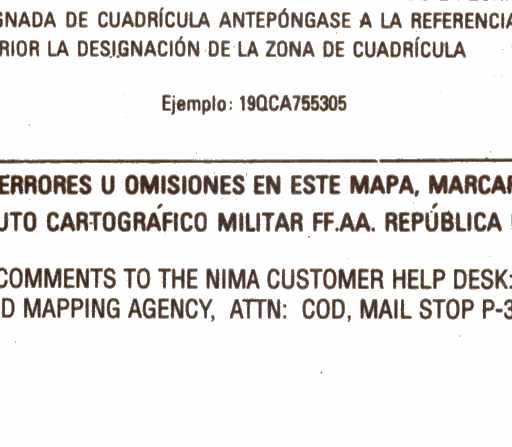 GNADA DE CUADRÍCULA ANTEPÓNGASE A LA REFERENCIA
RIOR LA DESIGNACIÓN DE LA ZONA DE CUADRÍCULA
Ejemplo: 19QCA755305
ERRORES U OMISIONES EN ESTE MAPA, MARCAR
UTO CARTOGRÁFICO MILITAR FF.AA. REPÚBLICA
COMMENTS TO THE NIMA CUSTOMER HELP DESK:
D MAPPING AGENCY, ATTN: COD, MAIL STOP P-3